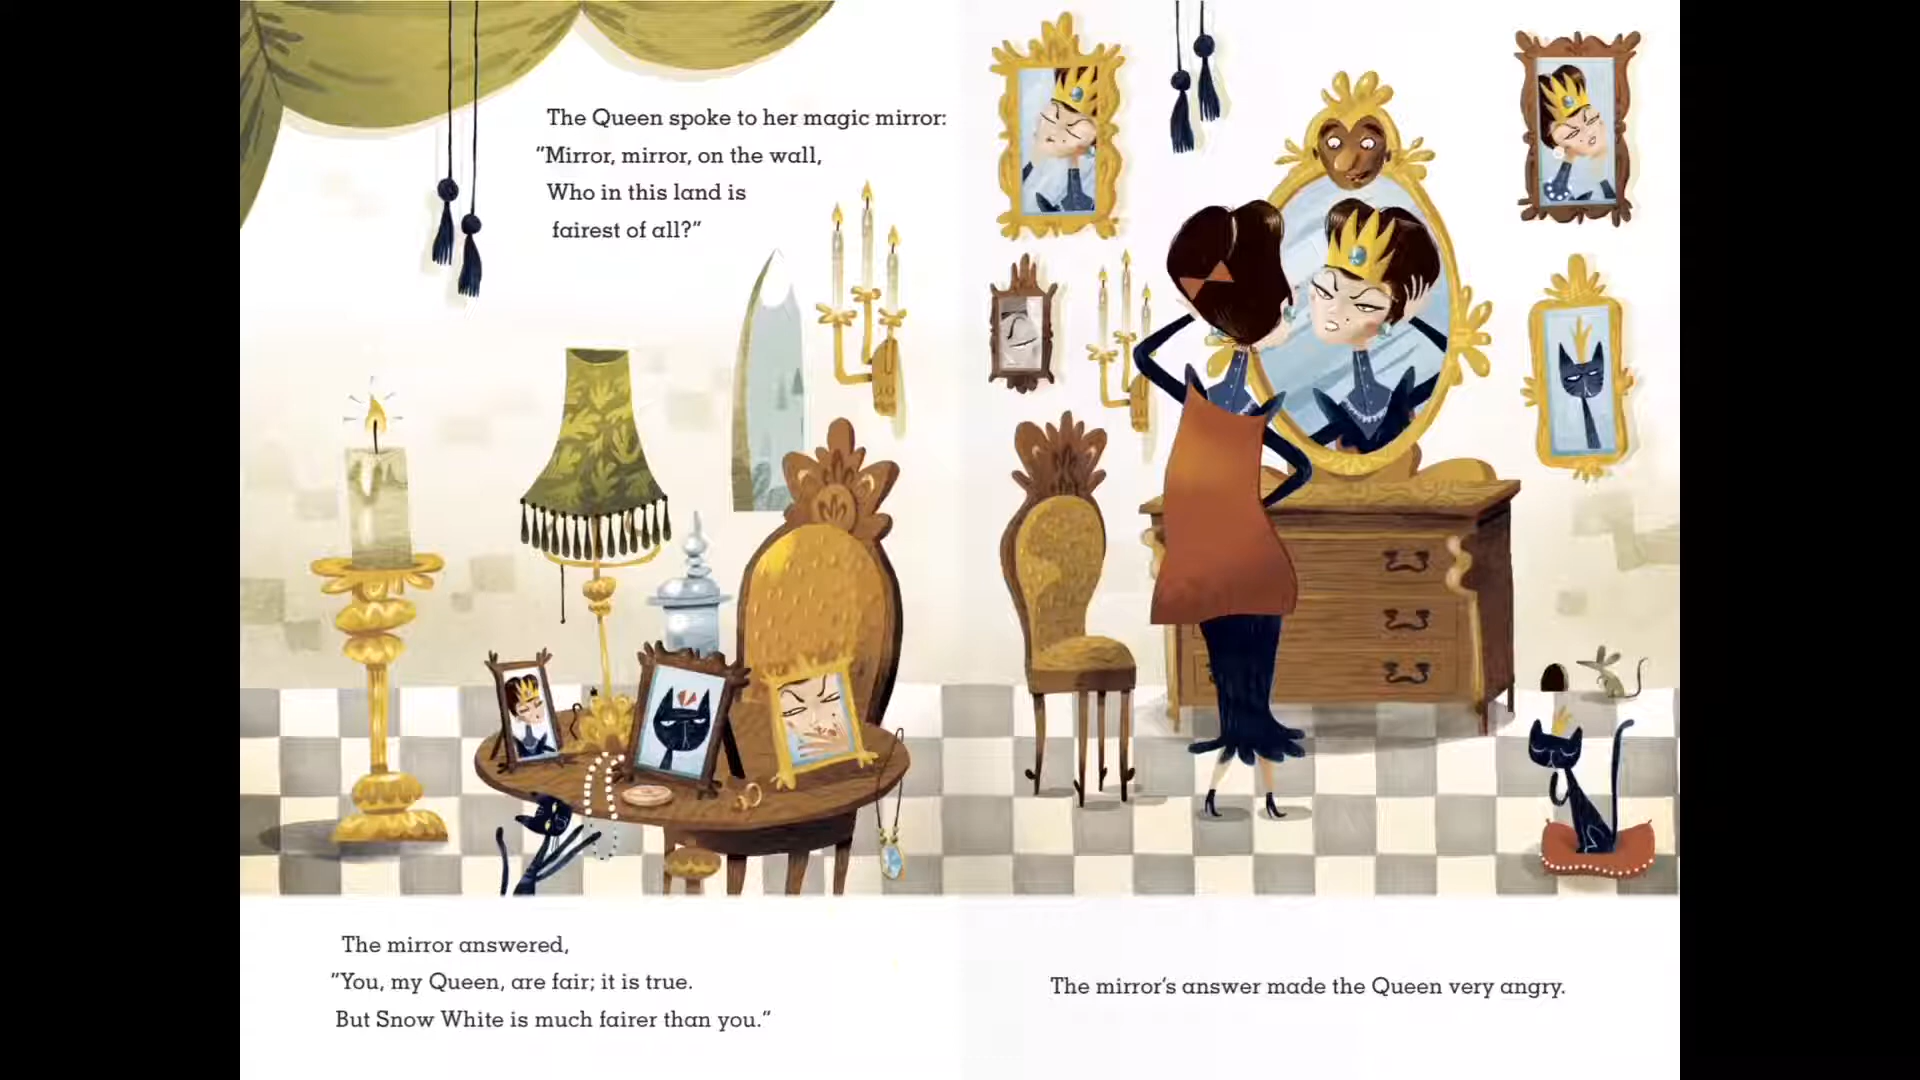 The Queen spoke to her magic mirror:
"Mirror, mirror, on the wall,
Who in this land is
fairest of all?"
The mirror answered,
"You, my Queen, are fair; it is true.
But Snow White is much fairer than you."
The mirror's answer made the Queen very angry.